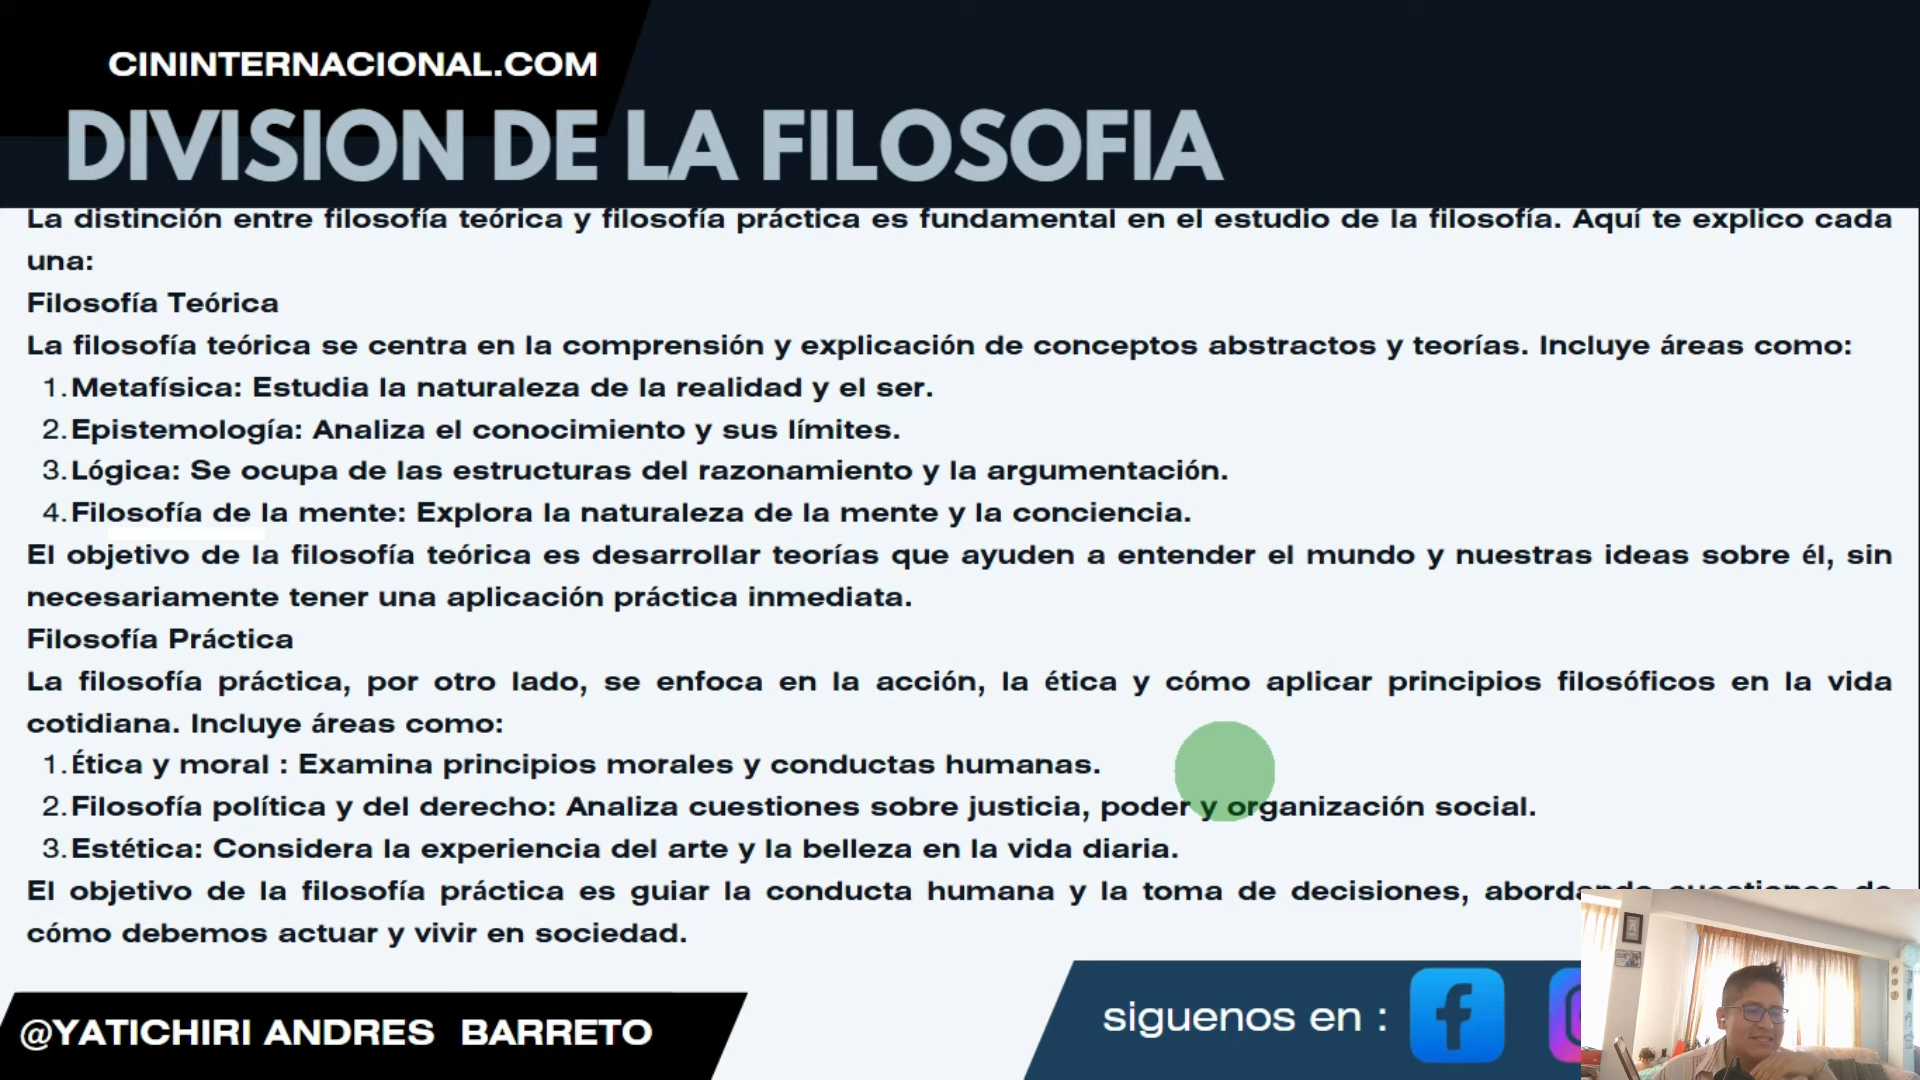 CININTERNACIONAL.COM
DIVISION DE LA FILOSOFIA
La distinción entre filosofía teórica y filosofía práctica es fundamental en el estudio de la filosofía. Aquí te explico cada
una:
Filosofía Teórica
La filosofía teórica se centra en la comprensión y explicación de conceptos abstractos y teorías. Incluye áreas como:
1. Metafísica: Estudia la naturaleza de la realidad y el ser.
2. Epistemología: Analiza el conocimiento y sus límites.
3. Lógica: Se ocupa de las estructuras del razonamiento y la argumentación.
4. Filosofía de la mente: Explora la naturaleza de la mente y la conciencia.
El objetivo de la filosofía teórica es desarrollar teorías que ayuden a entender el mundo y nuestras ideas sobre él, sin
necesariamente tener una aplicación práctica inmediata.
Filosofía Práctica
La filosofía práctica, por otro lado, se enfoca en la acción, la ética y cómo aplicar principios filosóficos en la vida
cotidiana. Incluye áreas como:
1. Ética y moral : Examina principios morales y conductas humanas.
2. Filosofía política y del derecho: Analiza cuestiones sobre justicia, poder y organización social.
3. Estética: Considera la experiencia del arte y la belleza en la vida diaria.
El objetivo de la filosofía práctica es guiar la conducta humana y la toma de decisiones, abordando cuestiones de
cómo debemos actuar y vivir en sociedad.
siguenos en :
@YATICHIRI ANDRES BARRETO